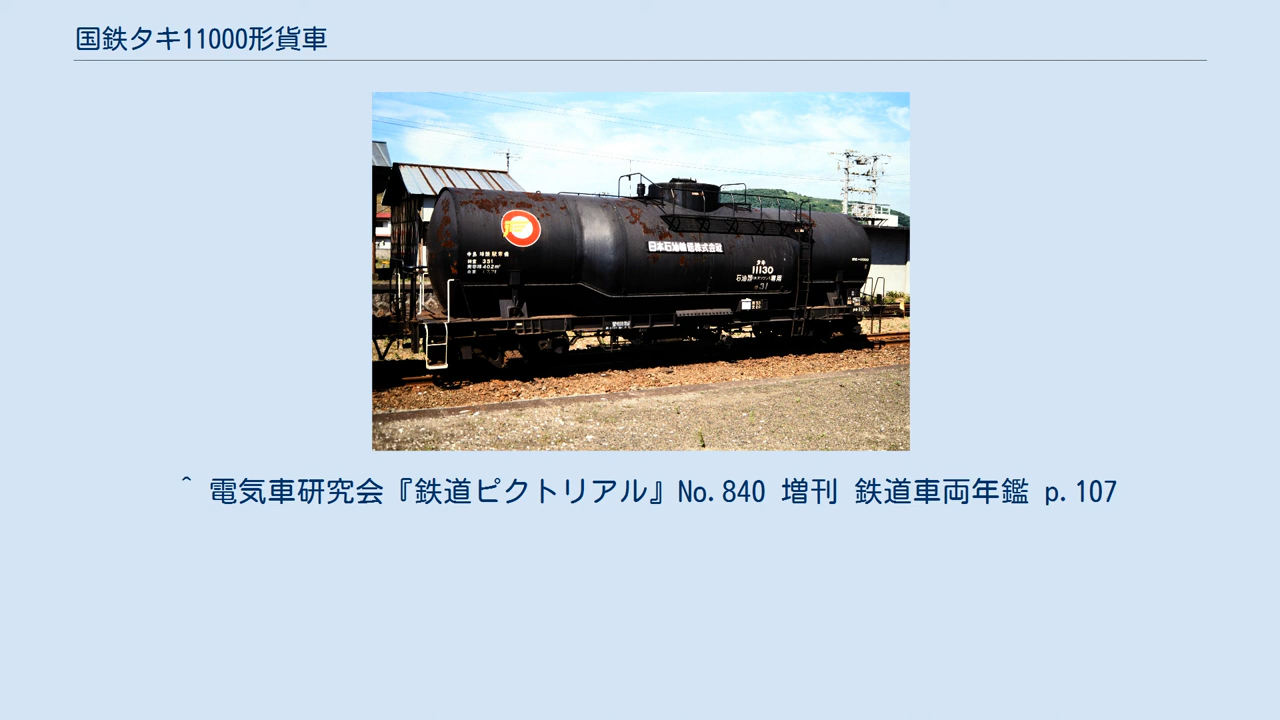 国鉄タキ11000形貨車
日本石油輸送株式会社
タキ
11130
^ 電気車研究会『鉄道ピクトリアル』No.840 増刊 鉄道車両年鑑 p.107